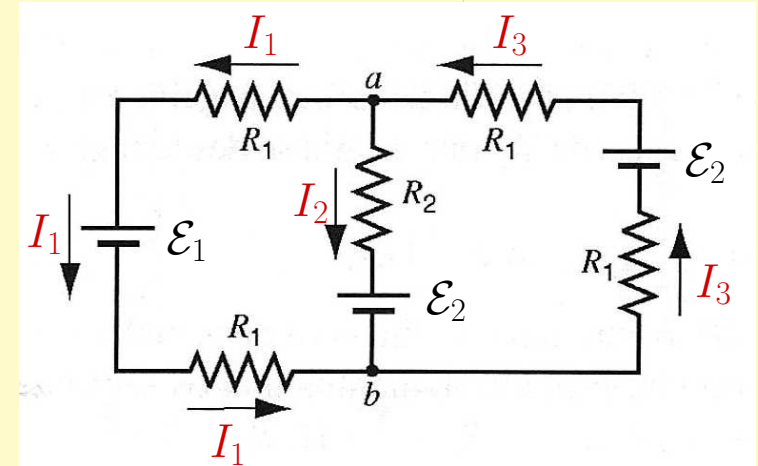 I₁
I₃
a
R₁
R₁
ℰ₂
I₂
R₂
I₁
ℰ₁
R₁
I₃
ℰ₂
R₁
b
I₁